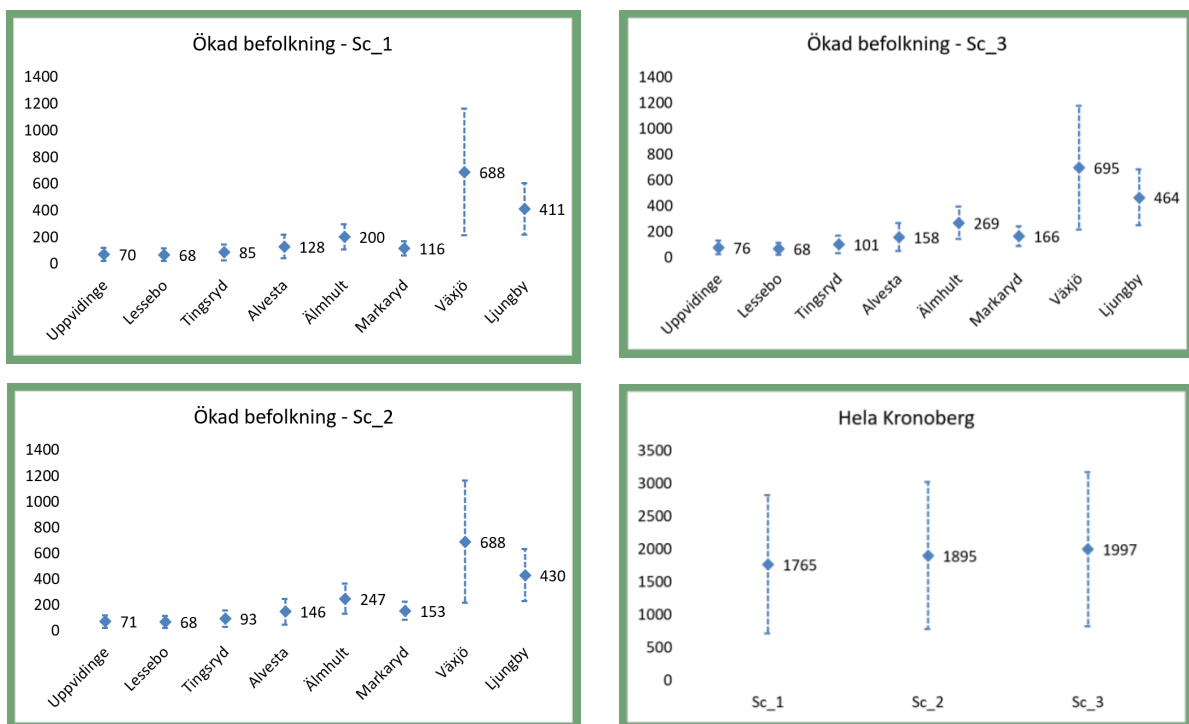 Ökad befolkning - Sc_1
1400
1200
1000
800
600
400
200
0
70
68
85
128
200
116
688
411
Uppvidinge
Lessebo
Tingsryd
Alvesta
Älmhult
Markaryd
Växjö
Ljungby
Ökad befolkning - Sc_3
1400
1200
1000
800
600
400
200
0
76
68
101
158
269
166
695
464
Uppvidinge
Lessebo
Tingsryd
Alvesta
Älmhult
Markaryd
Växjö
Ljungby
Ökad befolkning - Sc_2
1400
1200
1000
800
600
400
200
0
71
68
93
146
247
153
688
430
Uppvidinge
Lessebo
Tingsryd
Alvesta
Älmhult
Markaryd
Växjö
Ljungby
Hela Kronoberg
3500
3000
2500
2000
1500
1000
500
0
1765
1895
1997
Sc_1
Sc_2
Sc_3